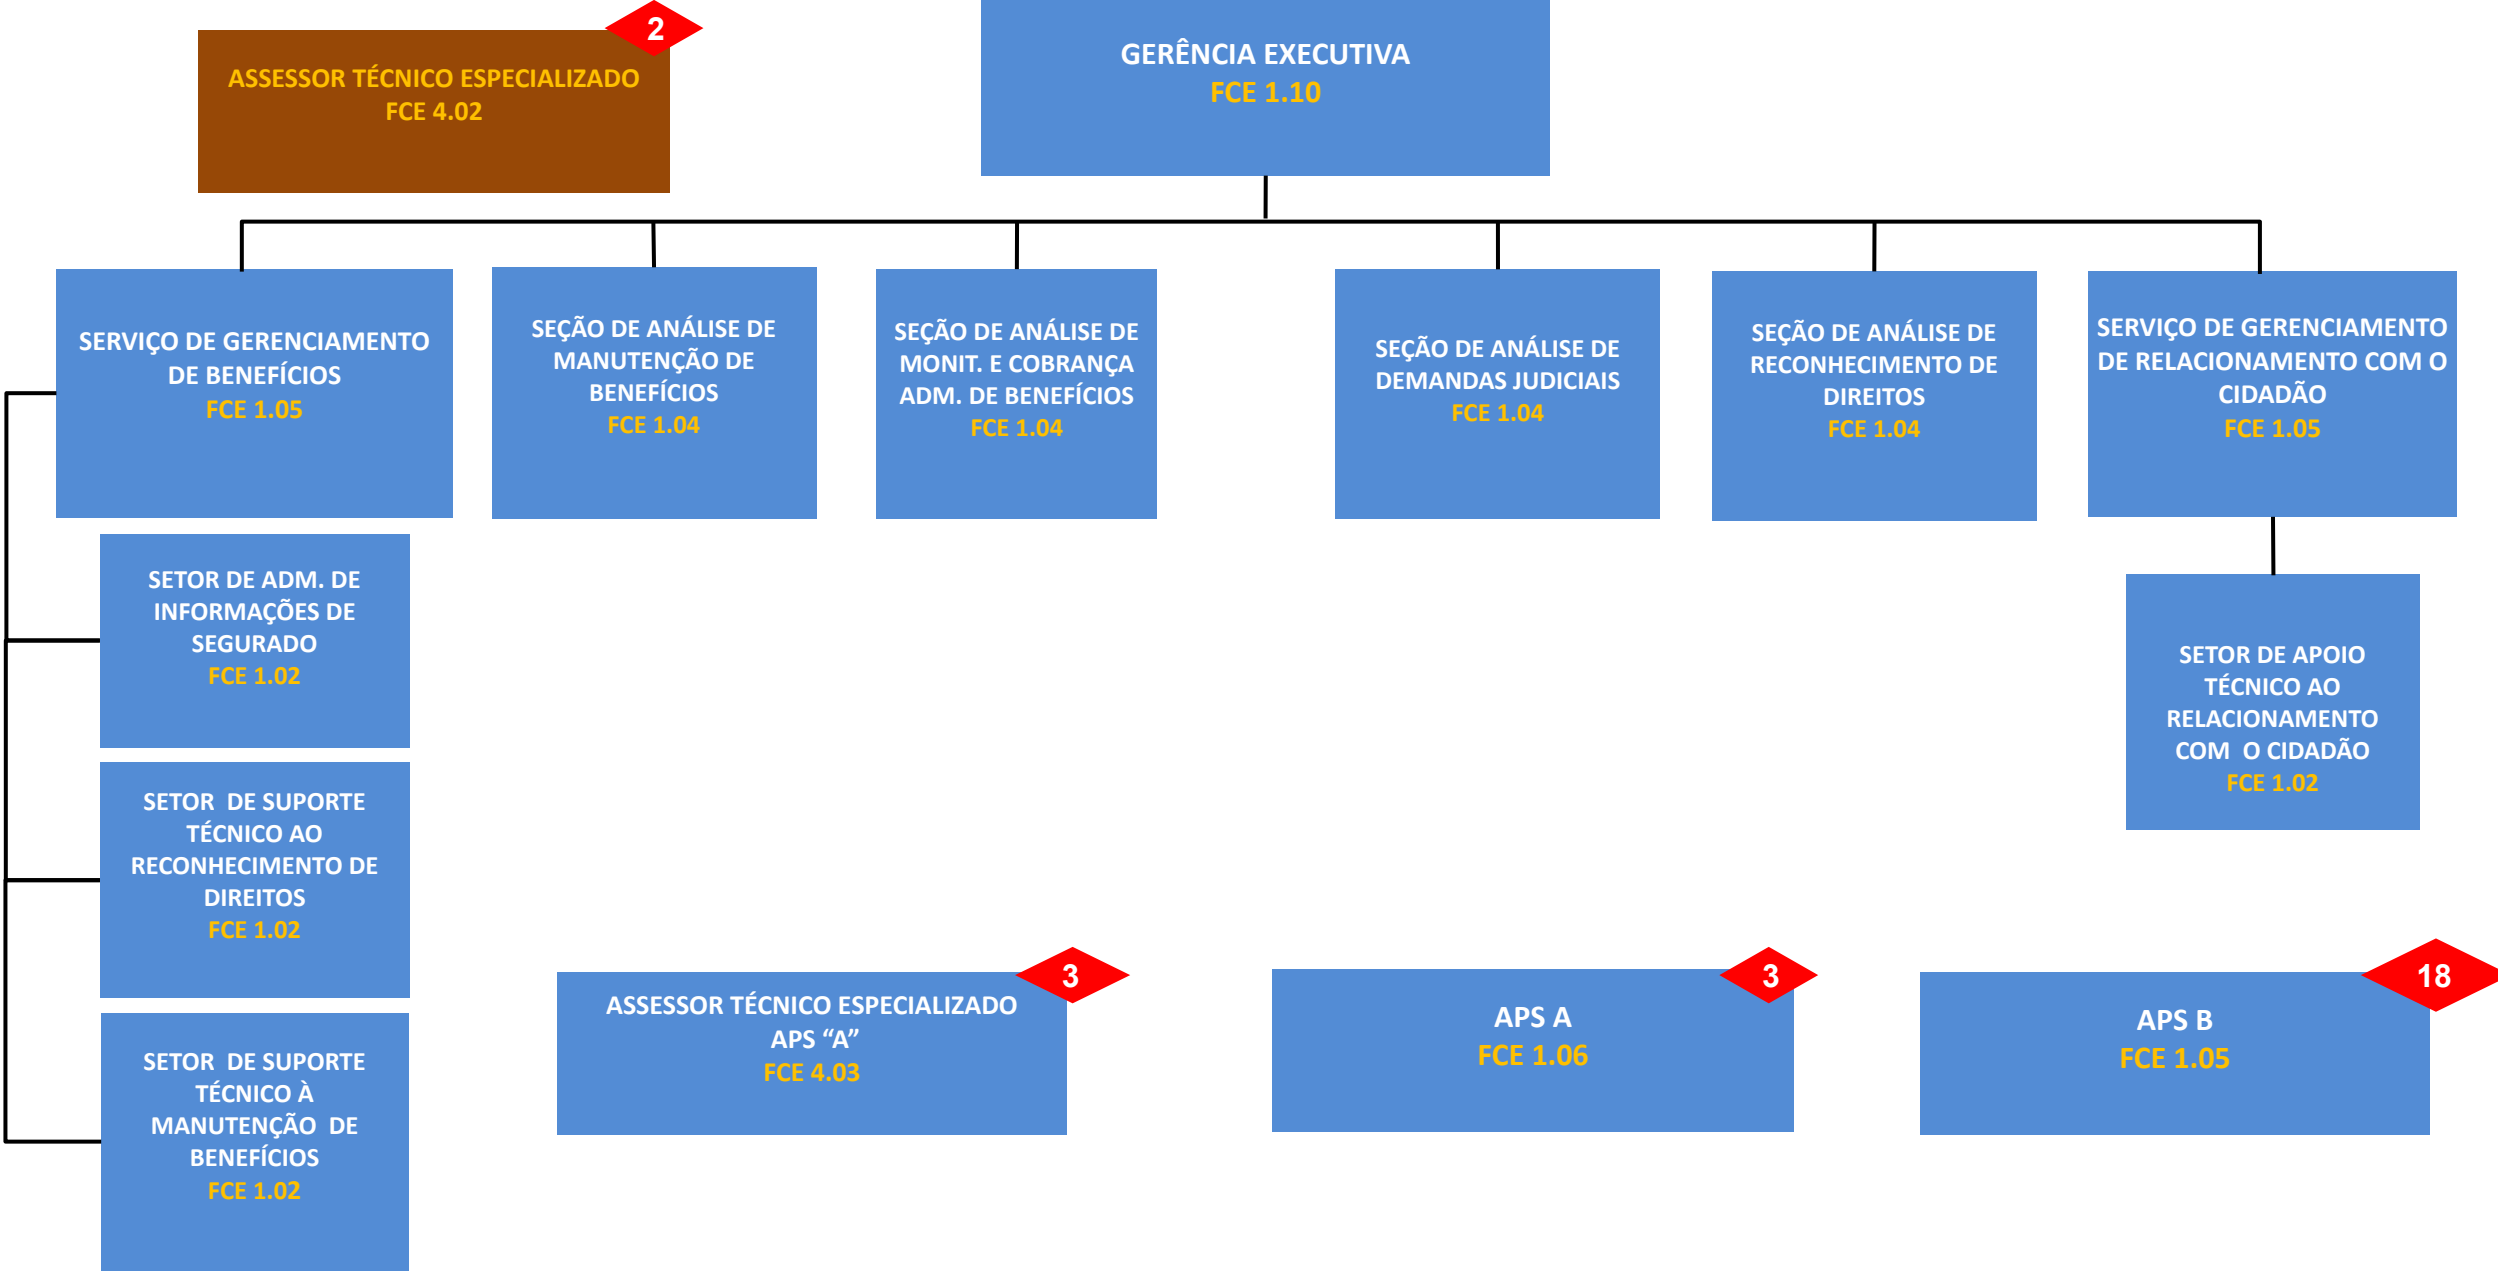 2
ASSESSOR TÉCNICO ESPECIALIZADO
FCE 4.02
GERÊNCIA EXECUTIVA
FCE 1.10
SERVIÇO DE GERENCIAMENTO
DE BENEFÍCIOS
FCE 1.05
SEÇÃO DE ANÁLISE DE
MANUTENÇÃO DE
BENEFÍCIOS
FCE 1.04
SEÇÃO DE ANÁLISE DE
MONIT. E COBRANÇA
ADM. DE BENEFÍCIOS
FCE 1.04
SEÇÃO DE ANÁLISE DE
DEMANDAS JUDICIAIS
FCE 1.04
SEÇÃO DE ANÁLISE DE
RECONHECIMENTO DE
DIREITOS
FCE 1.04
SERVIÇO DE GERENCIAMENTO
DE RELACIONAMENTO COM O
CIDADÃO
FCE 1.05
SETOR DE ADM. DE
INFORMAÇÕES DE
SEGURADO
FCE 1.02
SETOR DE APOIO
TÉCNICO AO
RELACIONAMENTO
COM  O CIDADÃO
FCE 1.02
SETOR  DE SUPORTE
TÉCNICO AO
RECONHECIMENTO DE
DIREITOS
FCE 1.02
SETOR  DE SUPORTE
TÉCNICO À
MANUTENÇÃO  DE
BENEFÍCIOS
FCE 1.02
3
ASSESSOR TÉCNICO ESPECIALIZADO
APS “A”
FCE 4.03
3
APS A
FCE 1.06
18
APS B
FCE 1.05